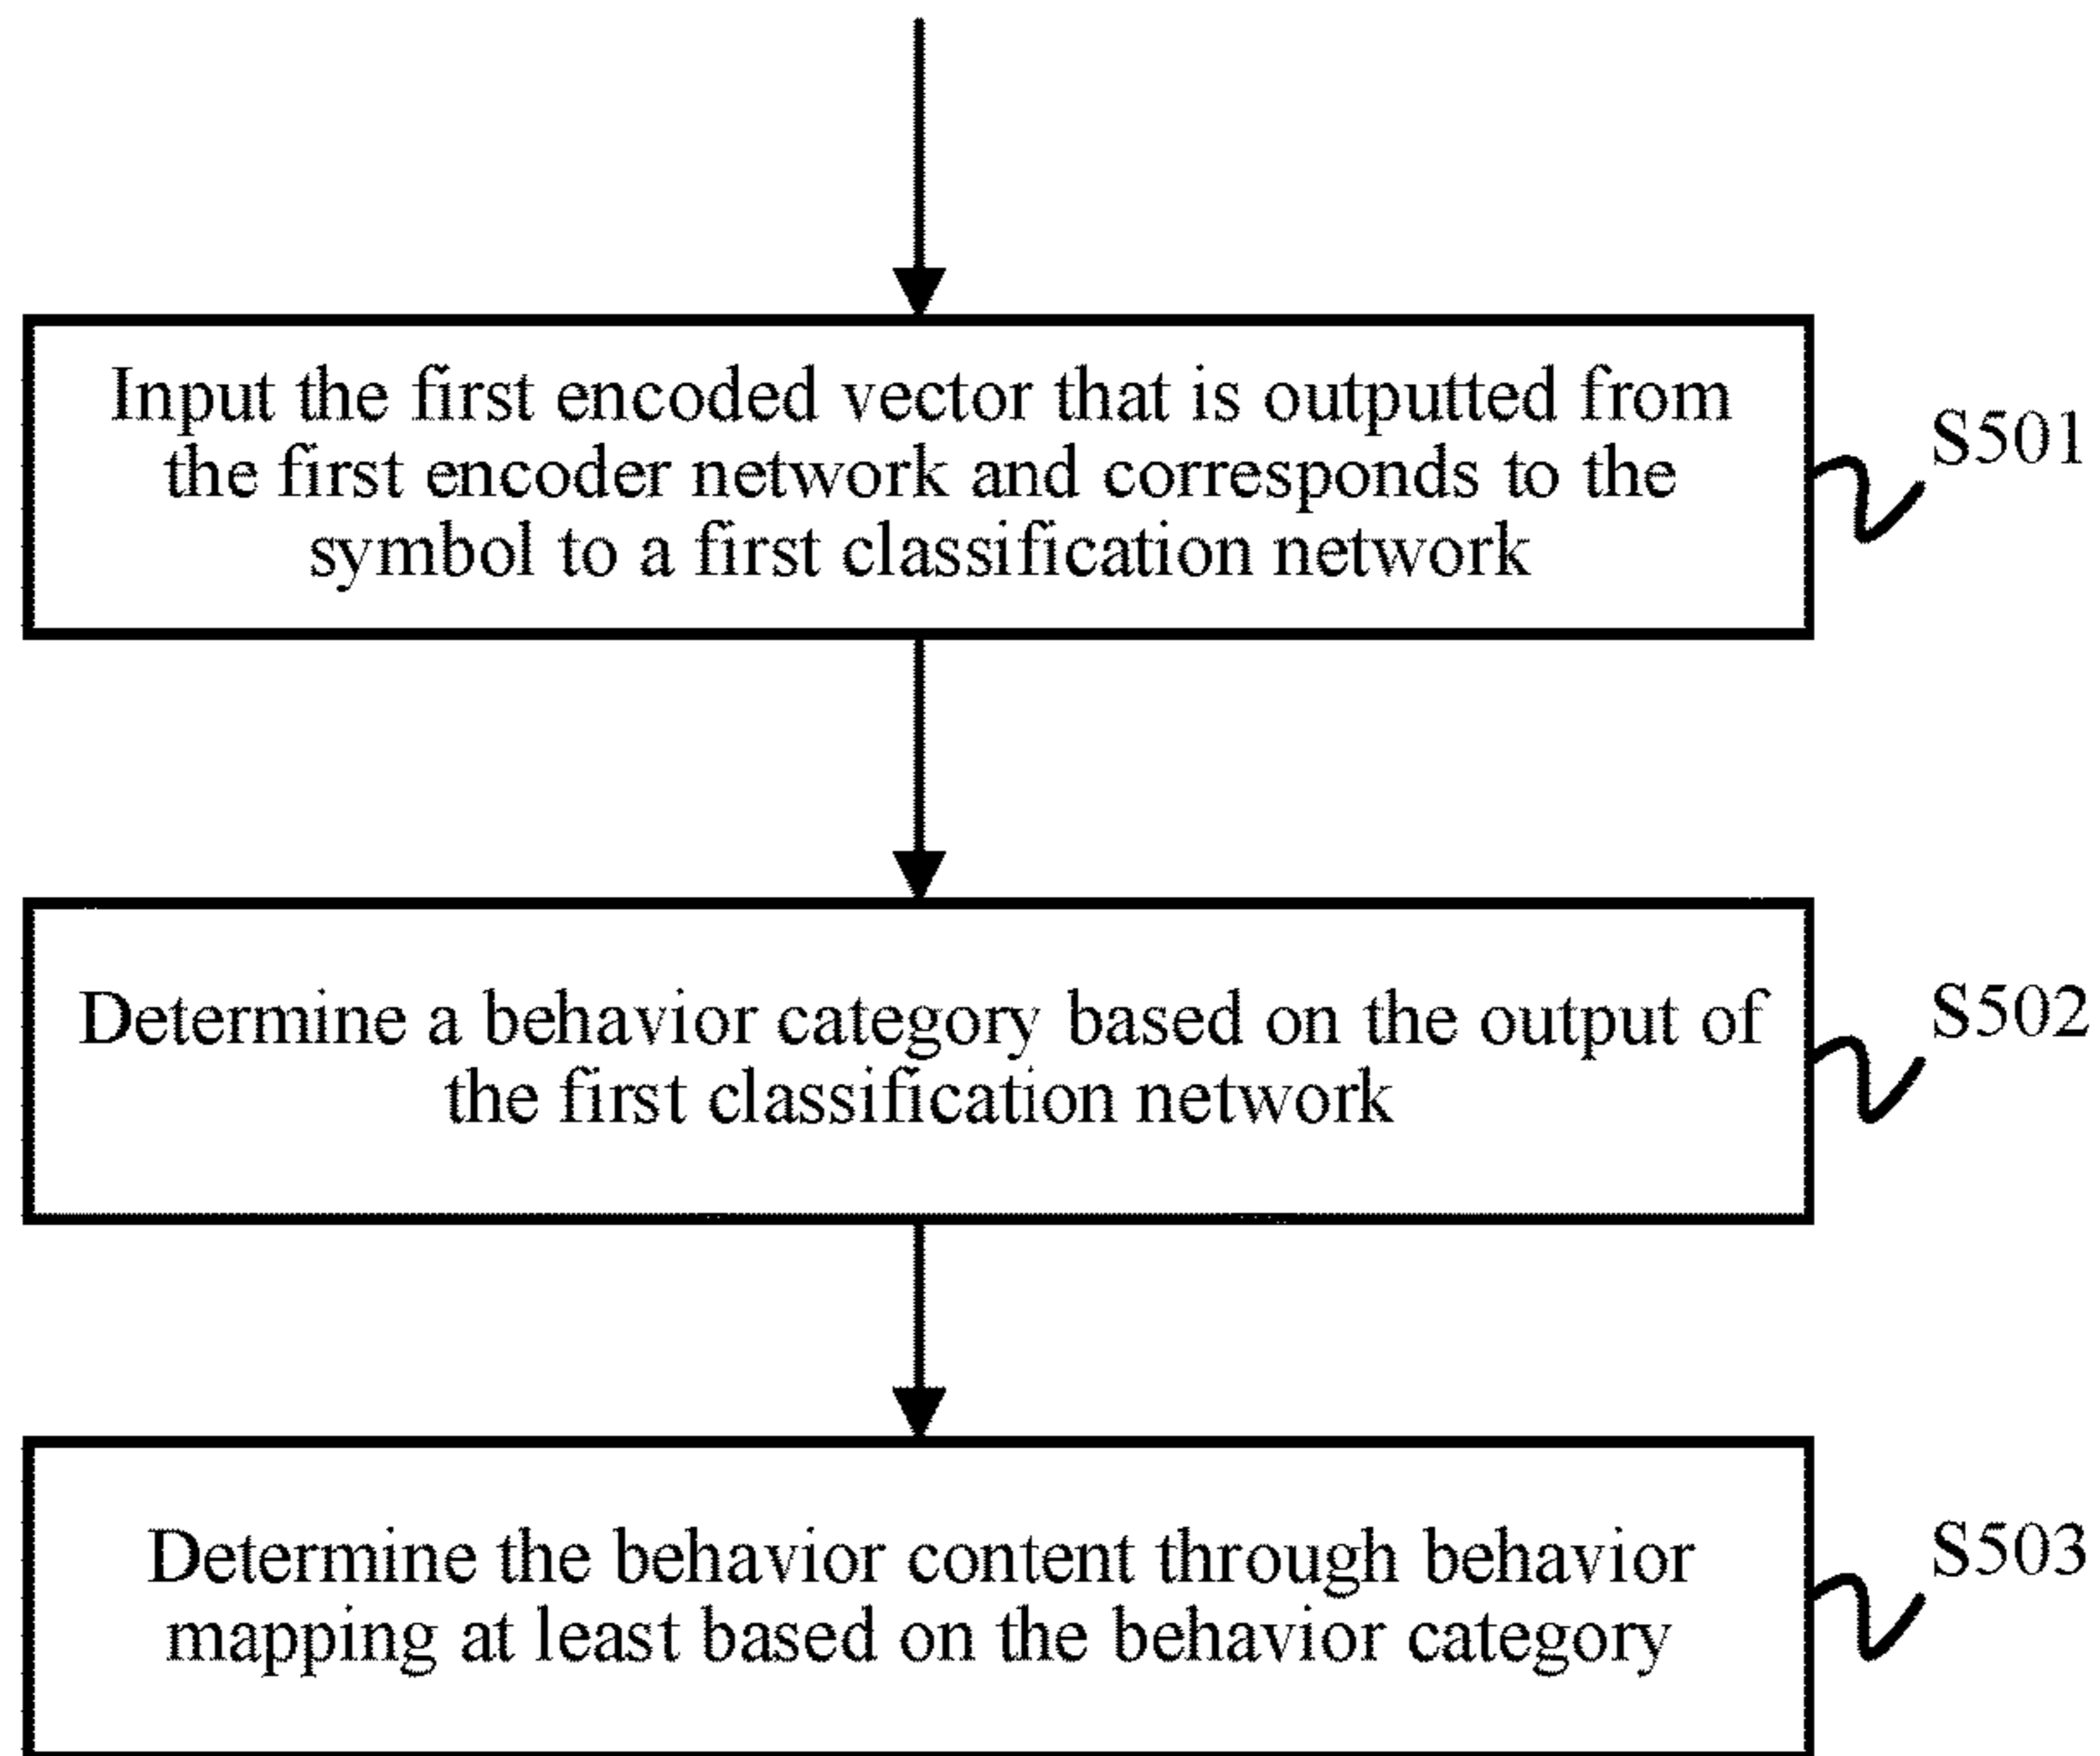 Input the first encoded vector that is outputted from
the first encoder network and corresponds to the
symbol to a first classification network
S501
Determine a behavior category based on the output of
the first classification network
S502
Determine the behavior content through behavior
mapping at least based on the behavior category
S503